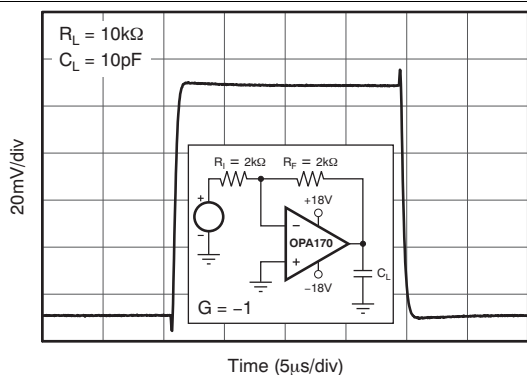 R_L = 10kΩ
C_L = 10pF
20mV/div
R_I = 2kΩ R_F = 2kΩ
+
−
+18V
−
OPA170
+
−18V
C_L
G = −1
Time (5μs/div)